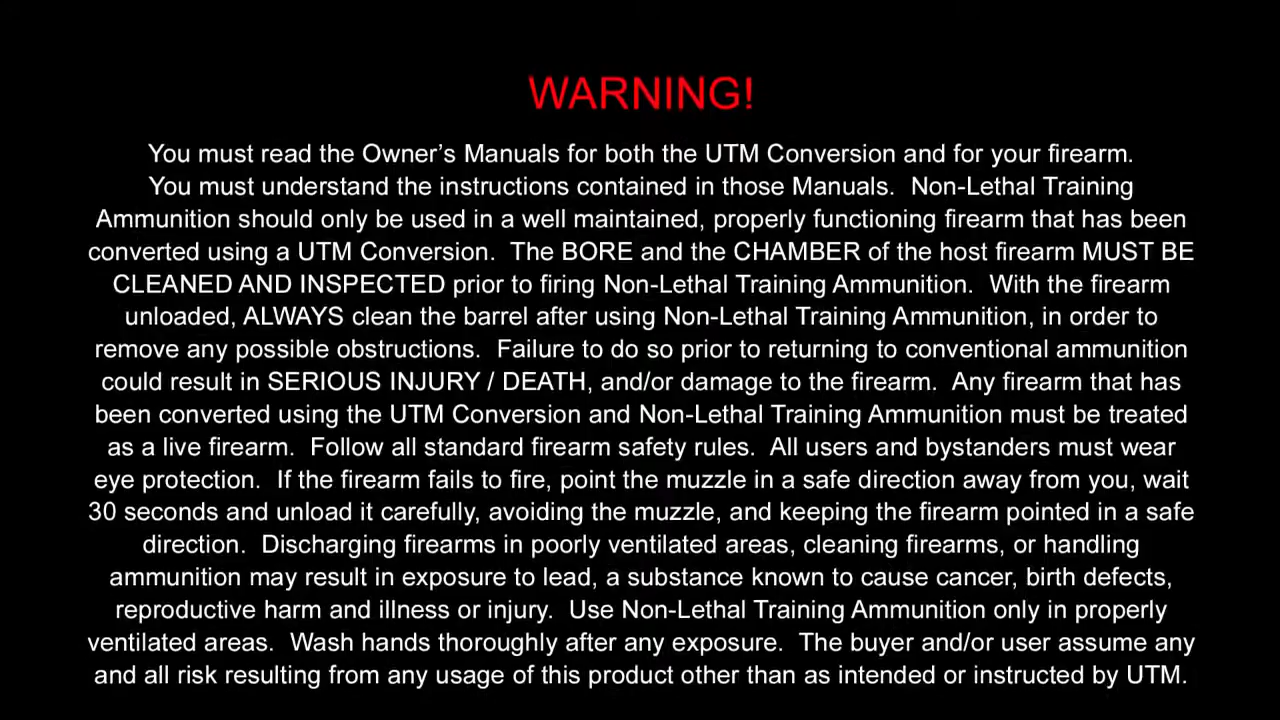 WARNING!
You must read the Owner’s Manuals for both the UTM Conversion and for your firearm.
You must understand the instructions contained in those Manuals.  Non-Lethal Training
Ammunition should only be used in a well maintained, properly functioning firearm that has been
converted using a UTM Conversion.  The BORE and the CHAMBER of the host firearm MUST BE
CLEANED AND INSPECTED prior to firing Non-Lethal Training Ammunition.  With the firearm
unloaded, ALWAYS clean the barrel after using Non-Lethal Training Ammunition, in order to
remove any possible obstructions.  Failure to do so prior to returning to conventional ammunition
could result in SERIOUS INJURY / DEATH, and/or damage to the firearm.  Any firearm that has
been converted using the UTM Conversion and Non-Lethal Training Ammunition must be treated
as a live firearm.  Follow all standard firearm safety rules.  All users and bystanders must wear
eye protection.  If the firearm fails to fire, point the muzzle in a safe direction away from you, wait
30 seconds and unload it carefully, avoiding the muzzle, and keeping the firearm pointed in a safe
direction.  Discharging firearms in poorly ventilated areas, cleaning firearms, or handling
ammunition may result in exposure to lead, a substance known to cause cancer, birth defects,
reproductive harm and illness or injury.  Use Non-Lethal Training Ammunition only in properly
ventilated areas.  Wash hands thoroughly after any exposure.  The buyer and/or user assume any
and all risk resulting from any usage of this product other than as intended or instructed by UTM.